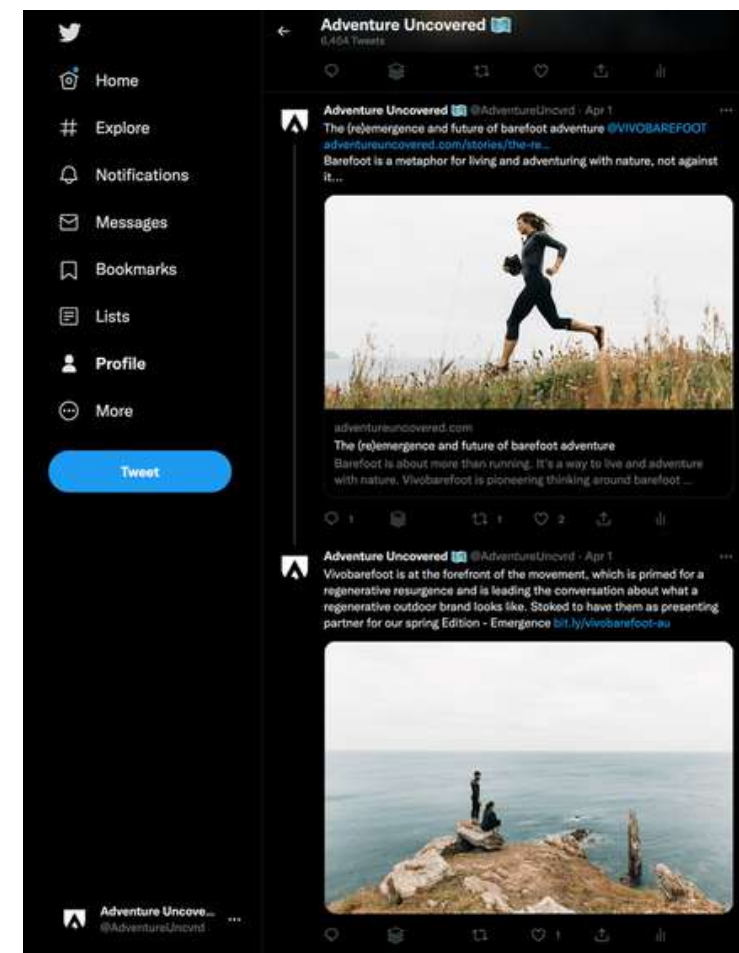 Adventure Uncovered
6,464 Tweets
Home
Explore
Notifications
Messages
Bookmarks
Lists
Profile
More
Tweet
Adventure Uncove...
@AdventureUncvrd
Adventure Uncovered @AdventureUncvrd · Apr 1
The (re)emergence and future of barefoot adventure @VIVOBAREFOOT
adventureuncovered.com/stories/the-re...
Barefoot is a metaphor for living and adventuring with nature, not against
it...
adventureuncovered.com
The (re)emergence and future of barefoot adventure
Barefoot is about more than running. It's a way to live and adventure
with nature. Vivobarefoot is pioneering thinking around barefoot ...
1
1
2
Adventure Uncovered @AdventureUncvrd · Apr 1
Vivobarefoot is at the forefront of the movement, which is primed for a
regenerative resurgence and is leading the conversation about what a
regenerative outdoor brand looks like. Stoked to have them as presenting
partner for our spring Edition - Emergence bit.ly/vivobarefoot-au
1